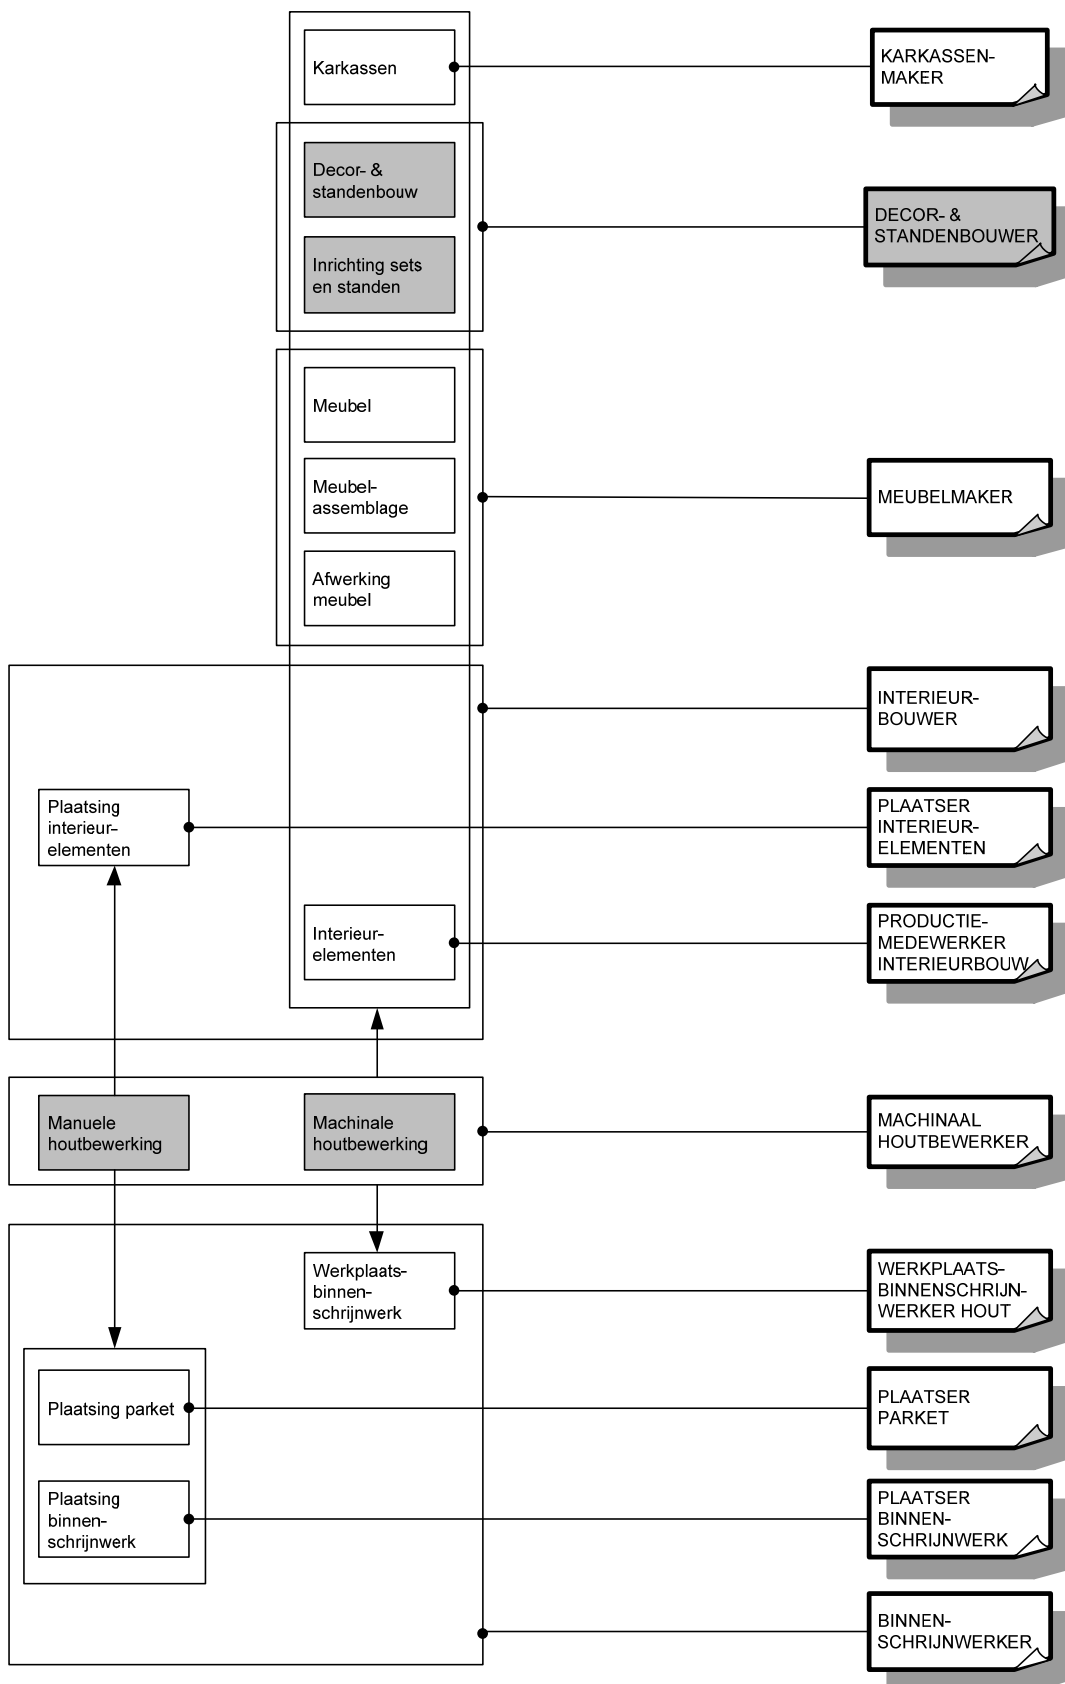 Karkassen
KARKASSEN-
MAKER
Decor- &
standenbouw
DECOR- &
STANDENBOUWER
Inrichting sets
en standen
Meubel
Meubel-
assemblage
MEUBELMAKER
Afwerking
meubel
INTERIEUR-
BOUWER
Plaatsing
interieur-
elementen
PLAATSER
INTERIEUR-
ELEMENTEN
Interieur-
elementen
PRODUCTIE-
MEDEWERKER
INTERIEURBOUW
Manuele
houtbewerking
Machinale
houtbewerking
MACHINAAL
HOUTBEWERKER
Werkplaats-
binnen-
schrijnwerk
WERKPLAATS-
BINNENSCHRIJN-
WERKER HOUT
Plaatsing parket
PLAATSER
PARKET
Plaatsing
binnen-
schrijnwerk
PLAATSER
BINNEN-
SCHRIJNWERK
BINNEN-
SCHRIJNWERKER